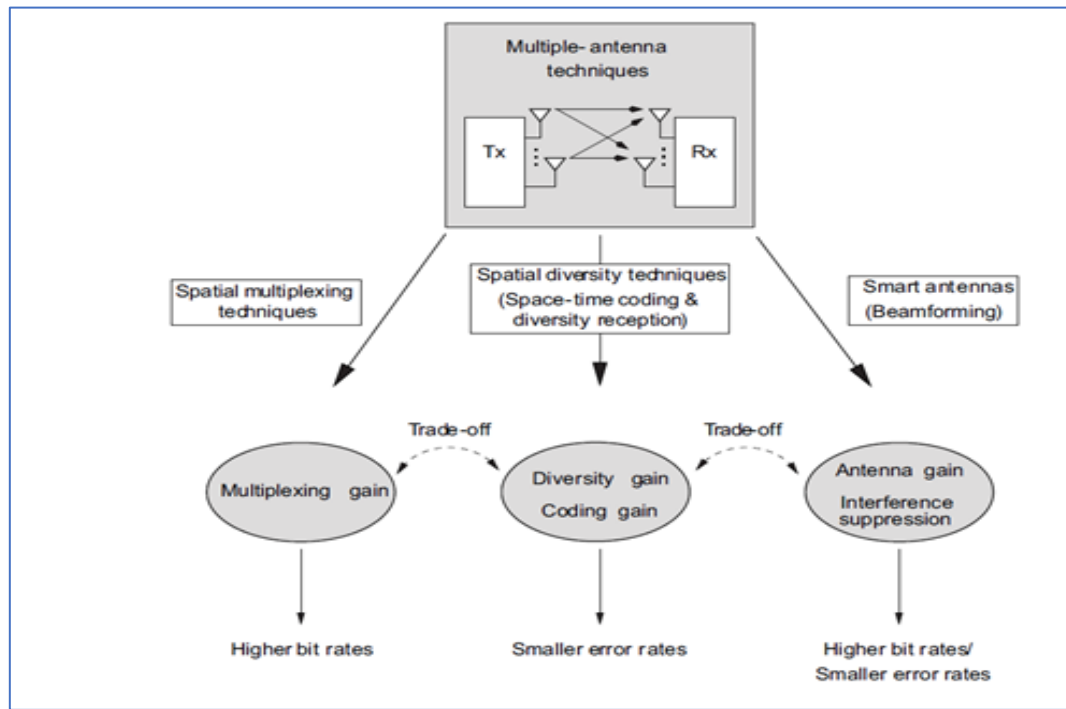 Multiple- antenna
techniques
Tx
Rx
Spatial multiplexing
techniques
Spatial diversity techniques
(Space-time coding &
diversity reception)
Smart antennas
(Beamforming)
Trade-off
Trade-off
Multiplexing gain
Diversity gain
Coding gain
Antenna gain
Interference
suppression
Higher bit rates
Smaller error rates
Higher bit rates/
Smaller error rates